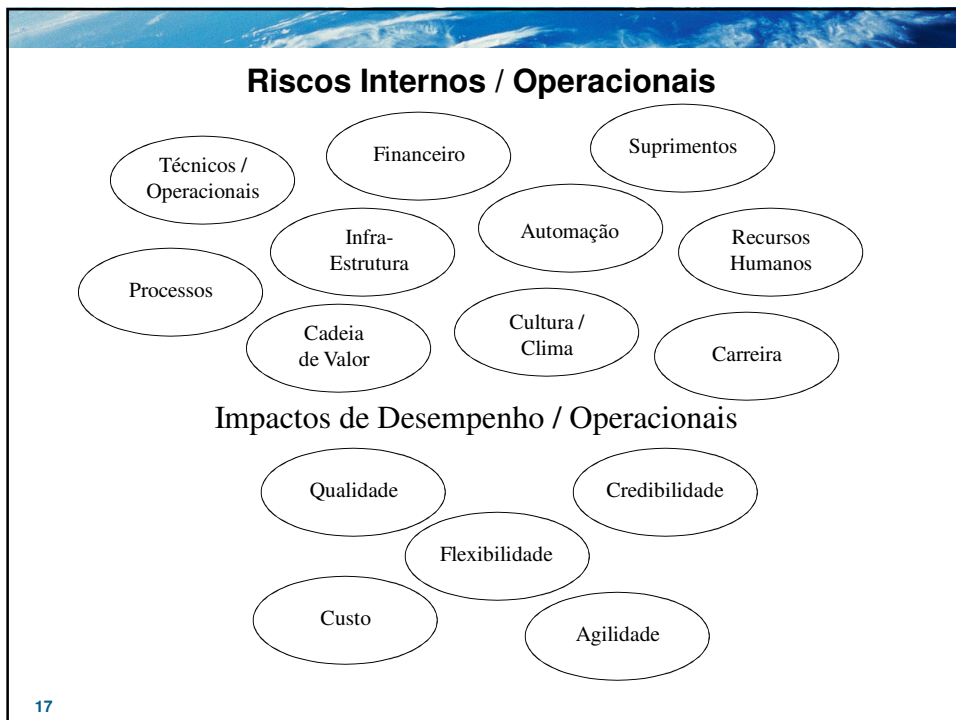 Riscos Internos / Operacionais
Técnicos /
Operacionais
Financeiro
Suprimentos
Infra-
Estrutura
Automação
Recursos
Humanos
Processos
Cadeia
de Valor
Cultura /
Clima
Carreira
Impactos de Desempenho / Operacionais
Qualidade
Credibilidade
Flexibilidade
Custo
Agilidade
17